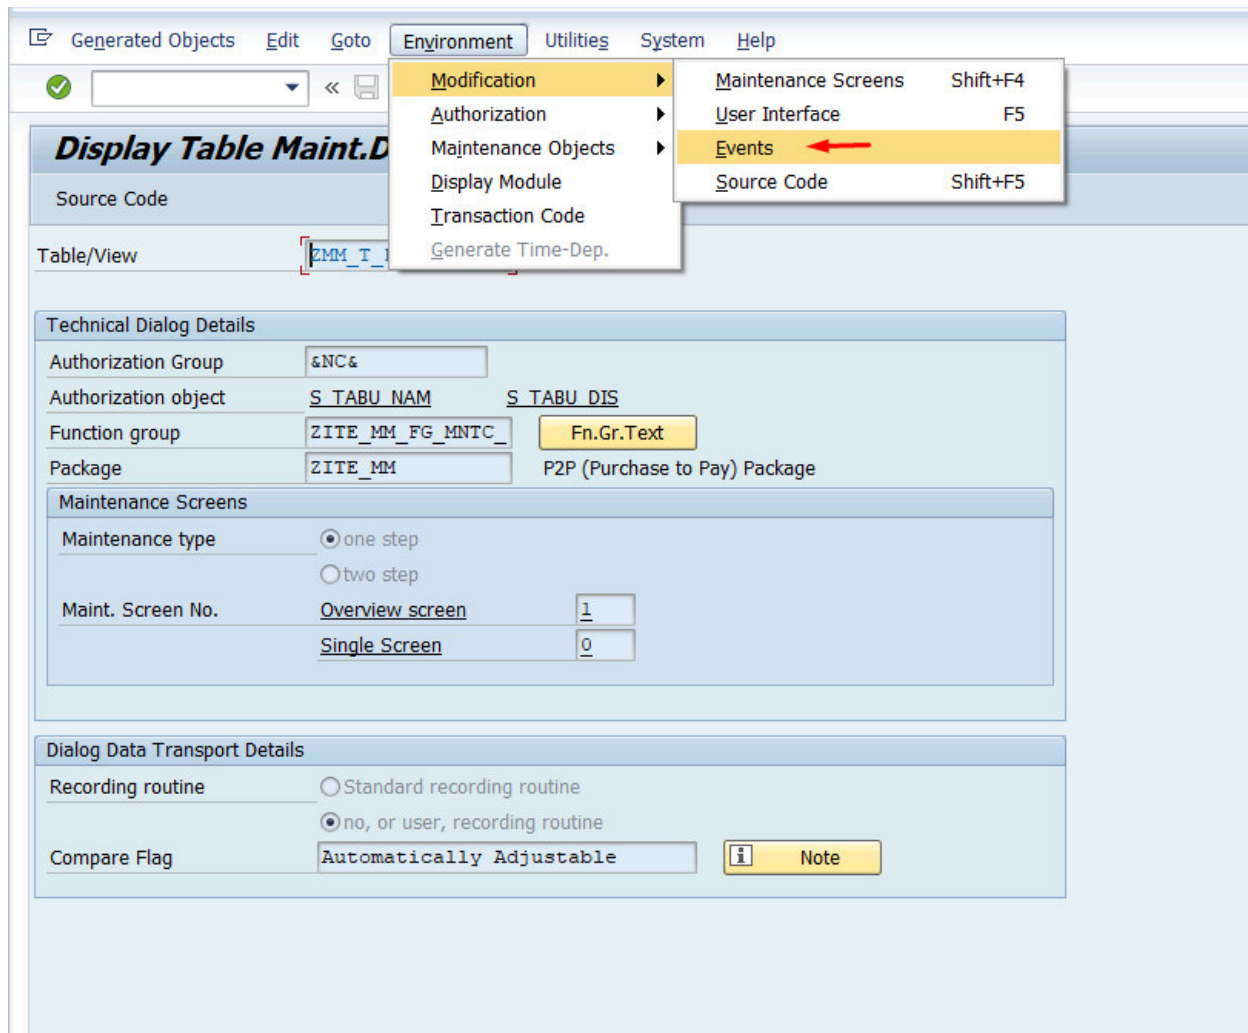 Generated Objects Edit Goto Environment Utilities System Help
«
Modification
Authorization
Maintenance Objects
Display Module
Transaction Code
Generate Time-Dep.
Maintenance Screens Shift+F4
User Interface F5
Events
Source Code Shift+F5
Display Table Maint.D
Source Code
Table/View ZMM_T_
Technical Dialog Details
Authorization Group &NC&
Authorization object S_TABU_NAM S_TABU_DIS
Function group ZITE_MM_FG_MNTC_ Fn.Gr.Text
Package ZITE_MM P2P (Purchase to Pay) Package
Maintenance Screens
Maintenance type one step
two step
Maint. Screen No. Overview screen 1
Single Screen 0
Dialog Data Transport Details
Recording routine Standard recording routine
no, or user, recording routine
Compare Flag Automatically Adjustable Note